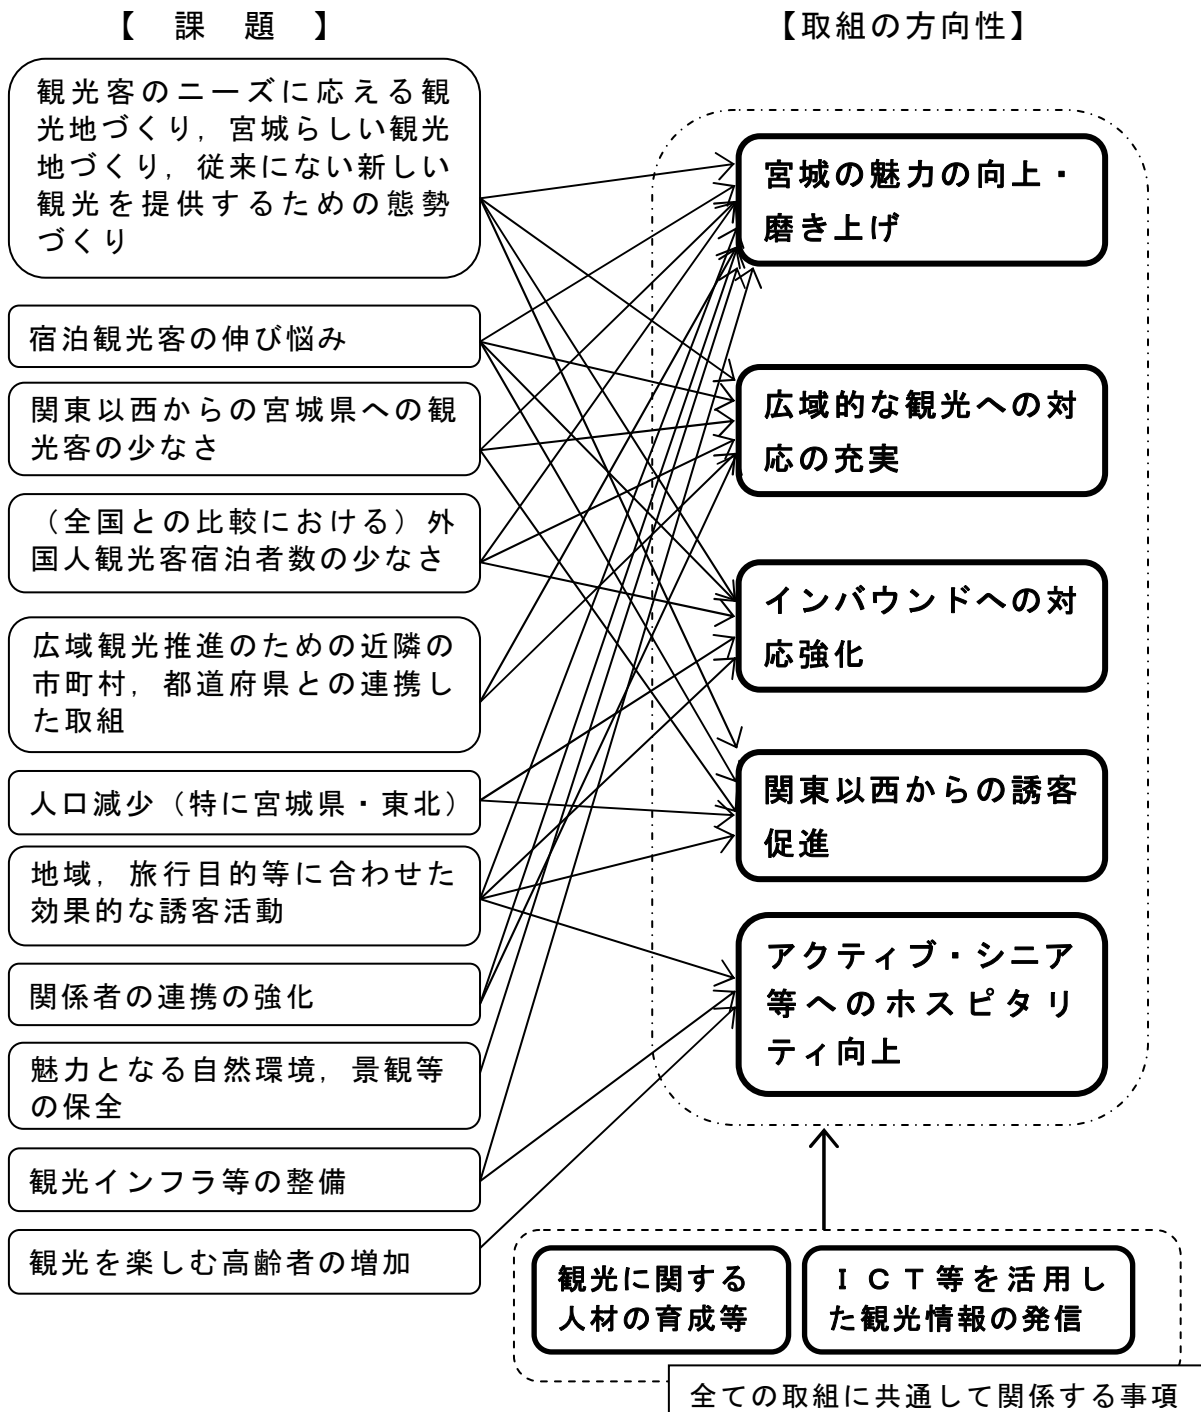 【　課　題　】
観光客のニーズに応える観
光地づくり，宮城らしい観光
地づくり，従来にない新しい
観光を提供するための態勢
づくり
宿泊観光客の伸び悩み
関東以西からの宮城県への観
光客の少なさ
（全国との比較における）外
国人観光客宿泊者数の少なさ
広域観光推進のための近隣の
市町村，都道府県との連携し
た取組
人口減少（特に宮城県・東北）
地域，旅行目的等に合わせた
効果的な誘客活動
関係者の連携の強化
魅力となる自然環境，景観等
の保全
観光インフラ等の整備
観光を楽しむ高齢者の増加
【取組の方向性】
宮城の魅力の向上・
磨き上げ
広域的な観光への対
応の充実
インバウンドへの対
応強化
関東以西からの誘客
促進
アクティブ・シニア
等へのホスピタリ
ティ向上
観光に関する
人材の育成等
ＩＣＴ等を活用し
た観光情報の発信
全ての取組に共通して関係する事項